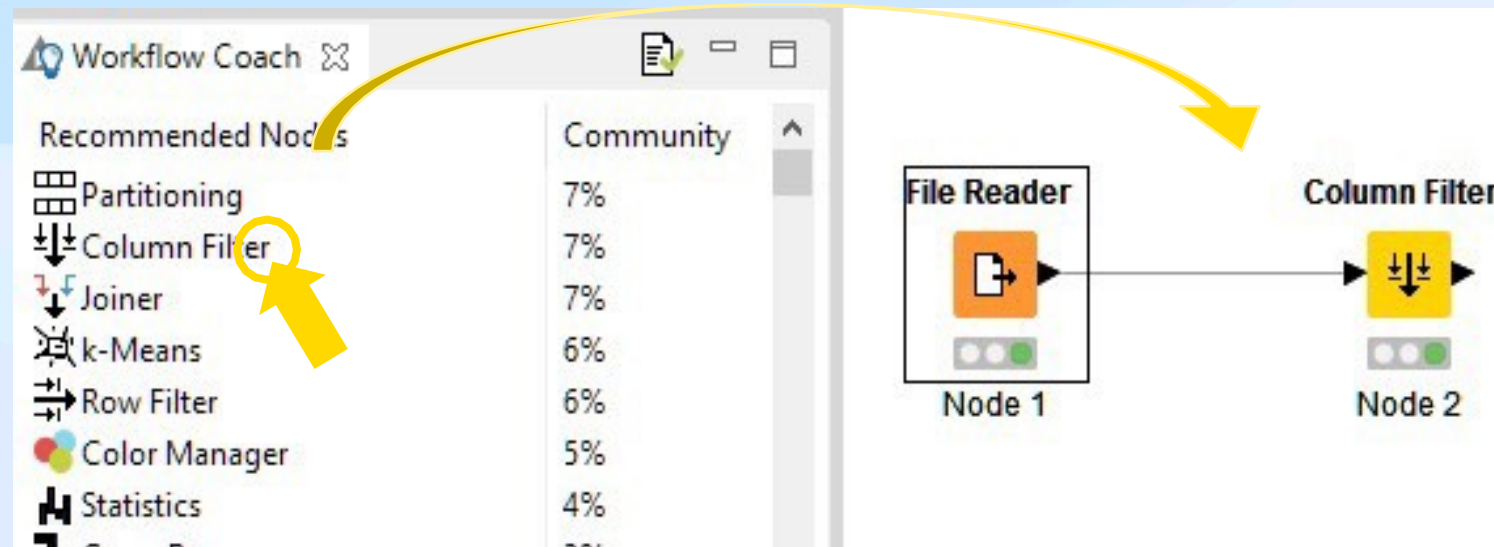 Workflow Coach
Recommended Nodes Community
Partitioning 7%
Column Filter 7%
Joiner 7%
k-Means 6%
Row Filter 6%
Color Manager 5%
Statistics 4%
File Reader
Node 1
Column Filter
Node 2